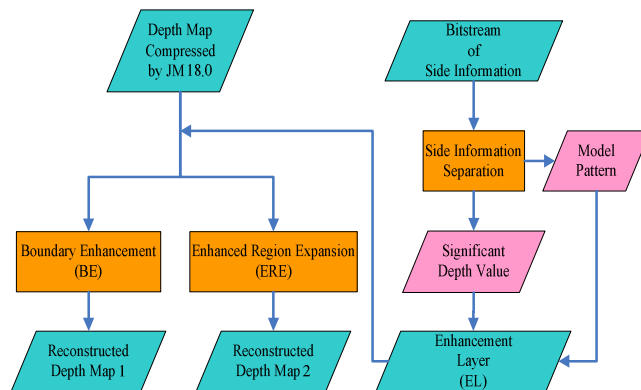 Depth Map
Compressed
by JM18.0
Bitstream
of
Side Information
Side Information
Separation
Model
Pattern
Boundary Enhancement
(BE)
Enhanced Region Expansion
(ERE)
Significant
Depth Value
Reconstructed
Depth Map 1
Reconstructed
Depth Map 2
Enhancement
Layer
(EL)